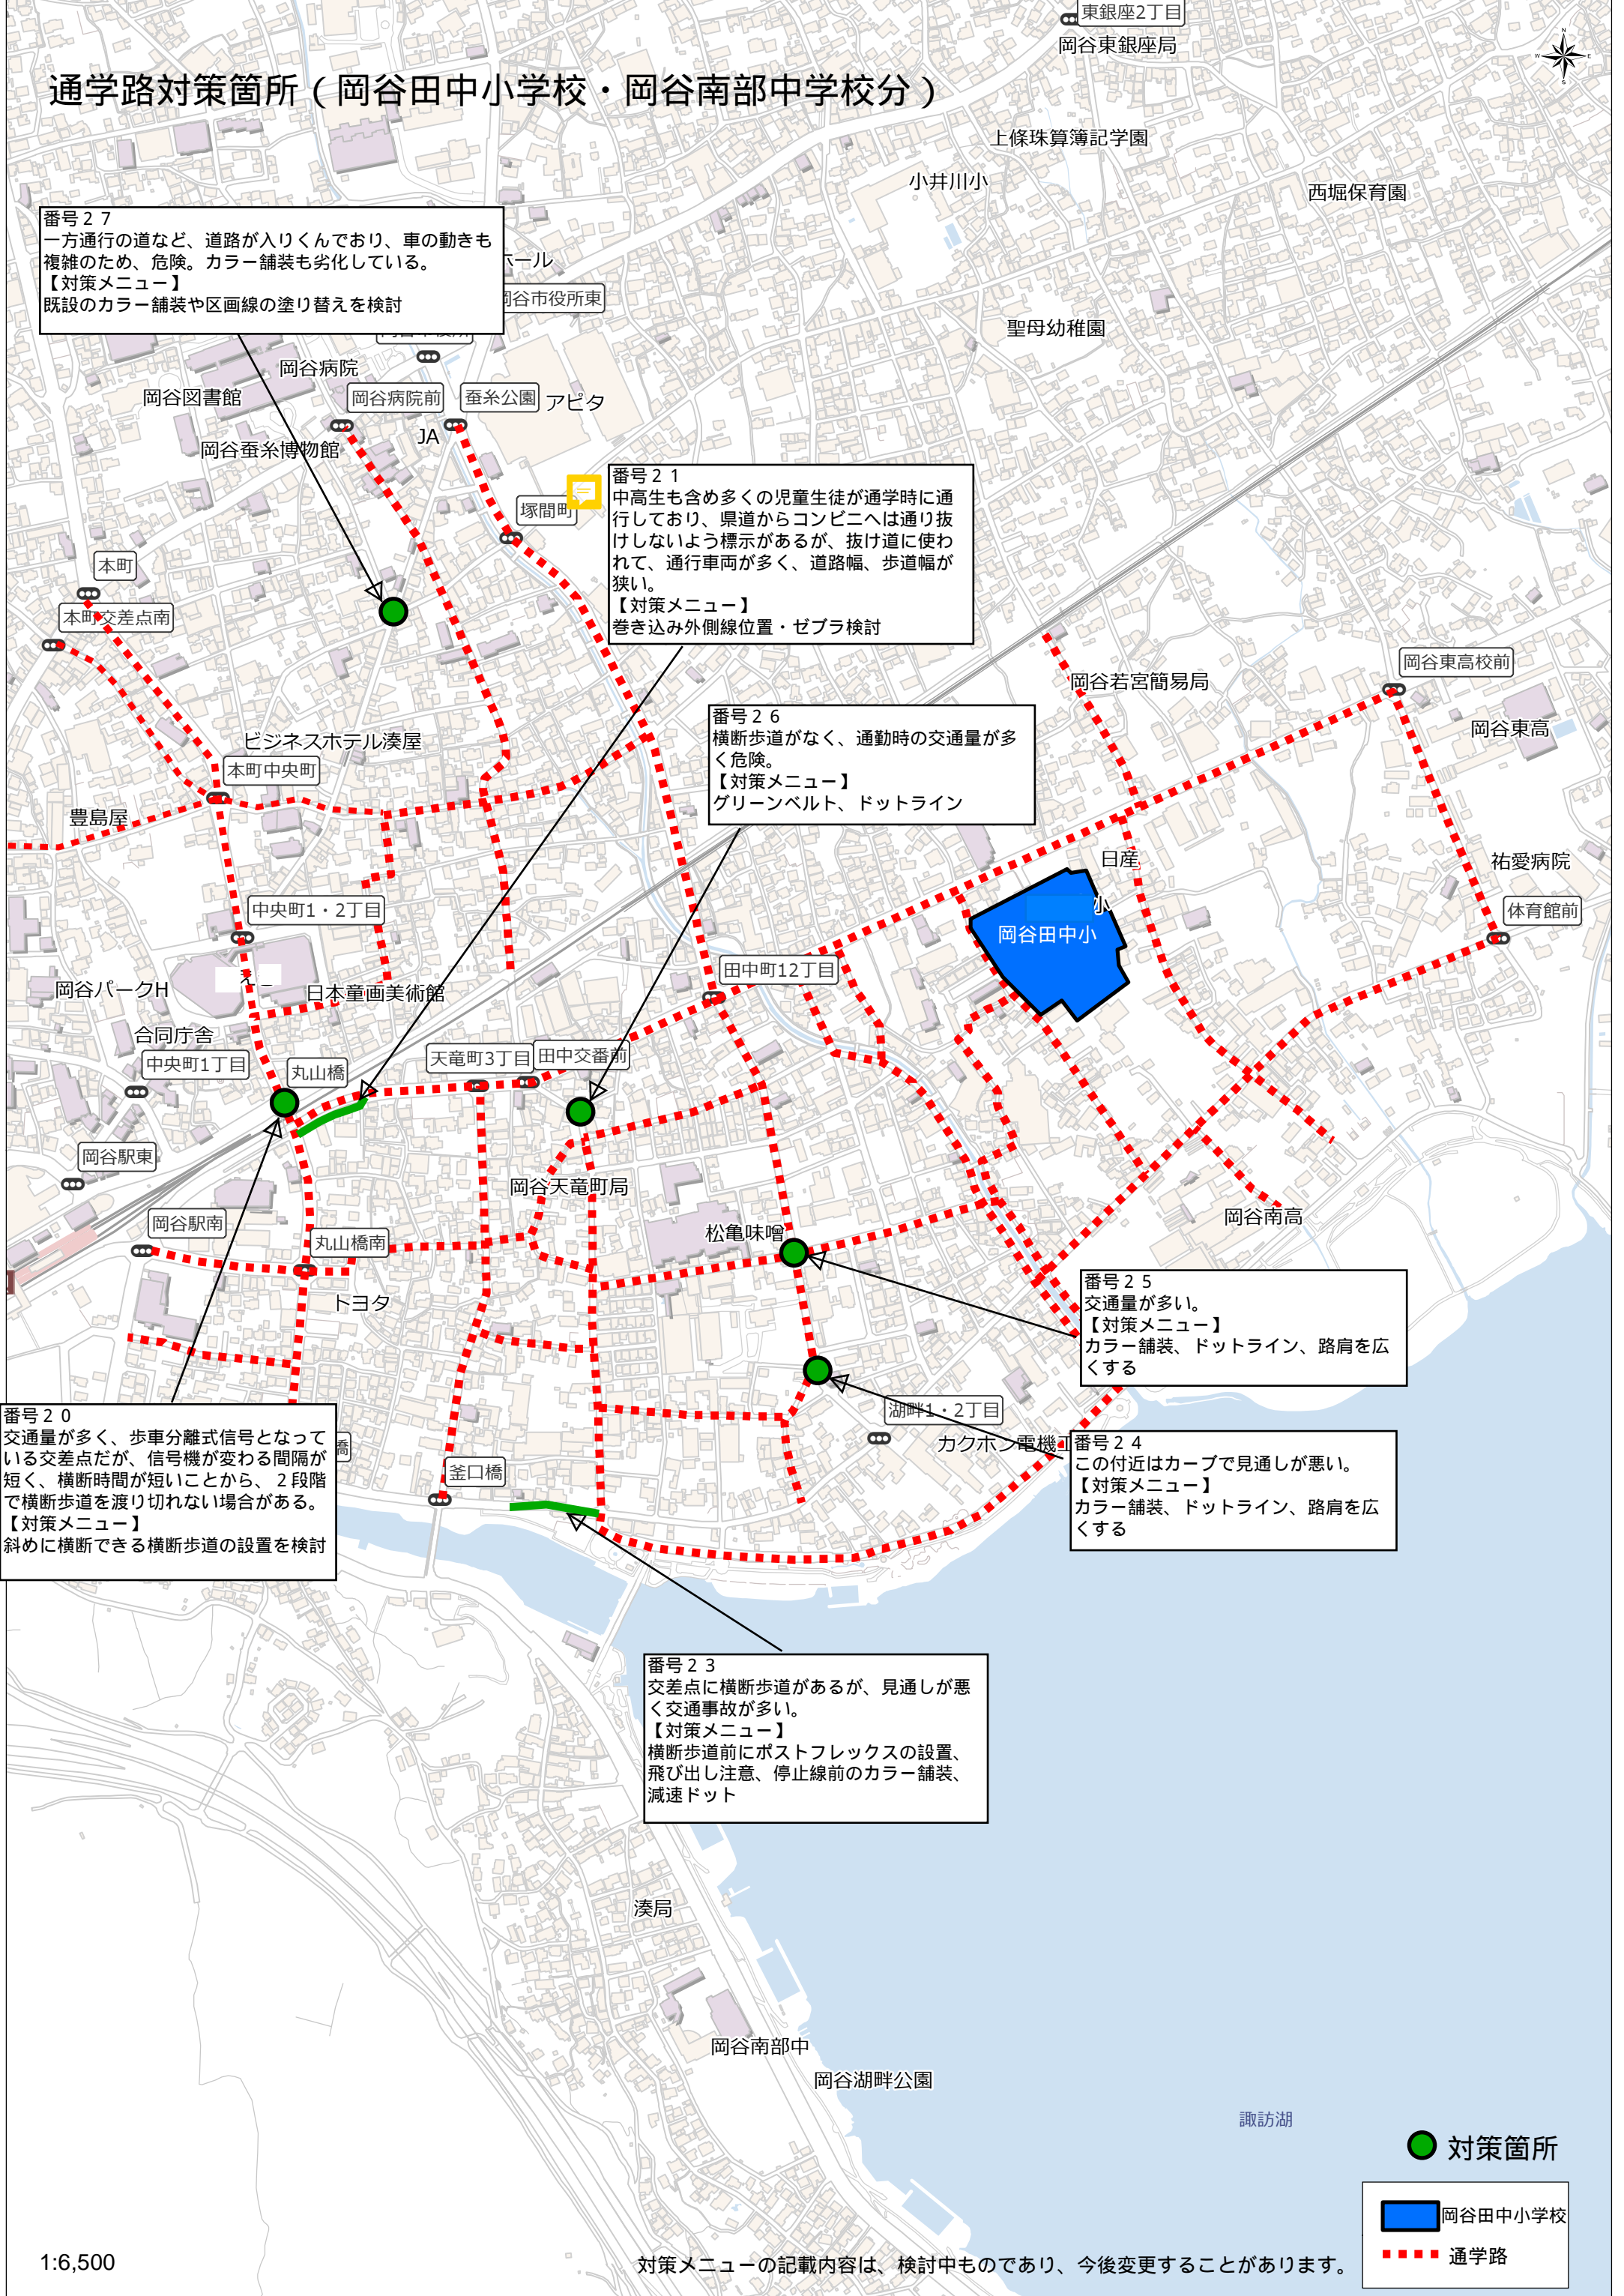 東銀座2丁目
岡谷東銀座局
通学路対策箇所（岡谷田中小学校・岡谷南部中学校分）
上條珠算簿記学園
小井川小
西堀保育園
番号２７
一方通行の道など、道路が入りくんでおり、車の動きも
複雑のため、危険。カラー舗装も劣化している。
【対策メニュー】
既設のカラー舗装や区画線の塗り替えを検討
ホール
岡谷市役所東
聖母幼稚園
岡谷病院
岡谷図書館
岡谷病院前
蚕糸公園
アピタ
JA
岡谷蚕糸博物館
塚間町
番号２１
中高生も含め多くの児童生徒が通学時に通
行しており、県道からコンビニへは通り抜
けしないよう標示があるが、抜け道に使わ
れて、通行車両が多く、道路幅、歩道幅が
狭い。
【対策メニュー】
巻き込み外側線位置・ゼブラ検討
本町
本町交差点南
岡谷東高校前
岡谷若宮簡易局
岡谷東高
番号２６
横断歩道がなく、通勤時の交通量が多
く危険。
【対策メニュー】
グリーンベルト、ドットライン
ビジネスホテル湊屋
本町中央町
豊島屋
日産
祐愛病院
小
中央町1・2丁目
体育館前
岡谷田中小
田中町12丁目
岡谷パークH
日本童画美術館
合同庁舎
中央町1丁目
丸山橋
天竜町3丁目
田中交番前
岡谷駅東
岡谷天竜町局
岡谷駅南
岡谷南高
丸山橋南
松亀味噌
トヨタ
番号２５
交通量が多い。
【対策メニュー】
カラー舗装、ドットライン、路肩を広
くする
番号２０
交通量が多く、歩車分離式信号となって
いる交差点だが、信号機が変わる間隔が
短く、横断時間が短いことから、２段階
で横断歩道を渡り切れない場合がある。
【対策メニュー】
斜めに横断できる横断歩道の設置を検討
橋
湖畔1・2丁目
カクホン電機工
釜口橋
番号２４
この付近はカーブで見通しが悪い。
【対策メニュー】
カラー舗装、ドットライン、路肩を広
くする
番号２３
交差点に横断歩道があるが、見通しが悪
く交通事故が多い。
【対策メニュー】
横断歩道前にポストフレックスの設置、
飛び出し注意、停止線前のカラー舗装、
減速ドット
湊局
岡谷南部中
岡谷湖畔公園
諏訪湖
対策箇所
岡谷田中小学校
通学路
1:6,500
対策メニューの記載内容は、検討中ものであり、今後変更することがあります。